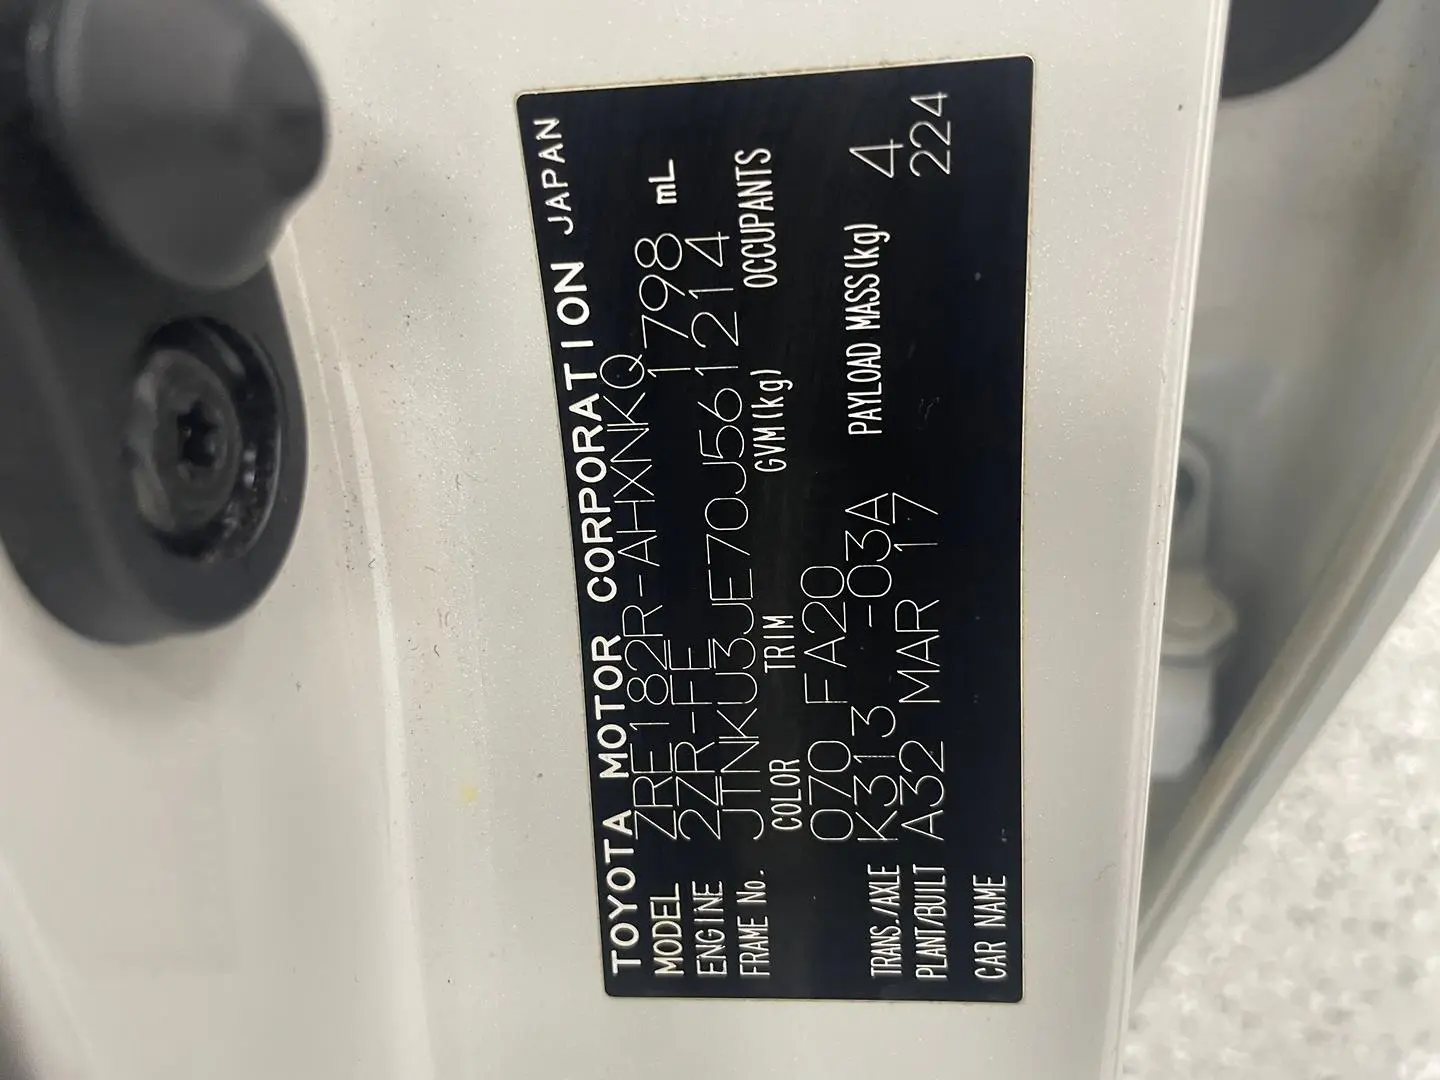 TOYOTA MOTOR CORPORATION JAPAN
MODEL ZRE182R-AHXNKQ
ENGINE 2ZR-FE 1798 mL
FRAME No. JTNKU3JE70J561214
COLOR TRIM GVM(kg) OCCUPANTS
070 FA20 4
TRANS./AXLE K313 -03A PAYLOAD MASS(kg)
PLANT/BUILT A32 MAR 17 224
CAR NAME